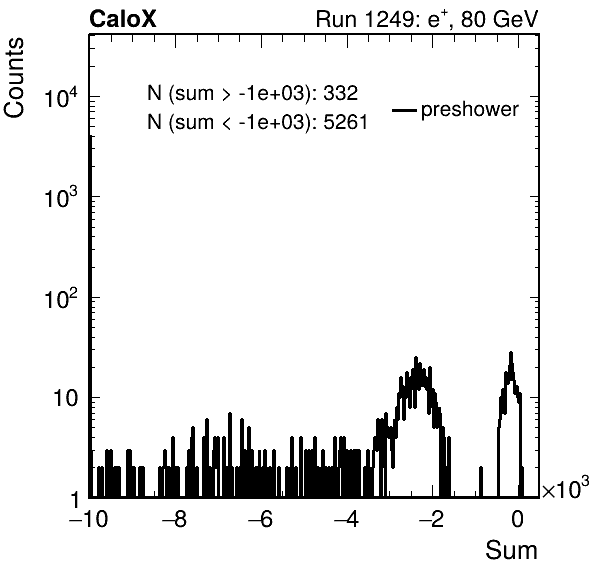 CaloX Run 1249: e⁺, 80 GeV
Counts
N (sum > -1e+03): 332
N (sum < -1e+03): 5261
preshower
10⁴
10³
10²
10
1
−10 −8 −6 −4 −2 0 ×10³
Sum